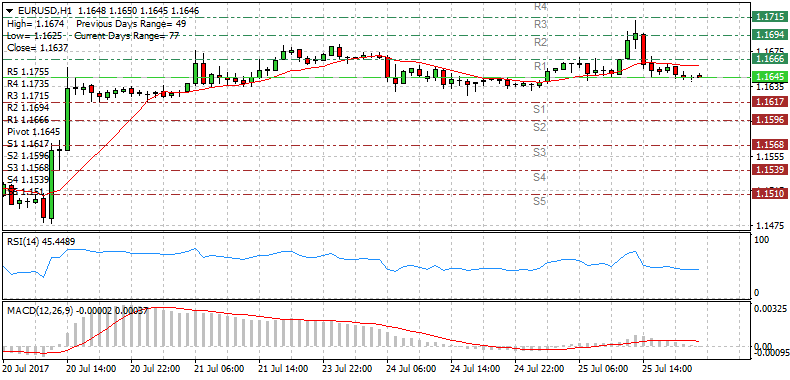 EURUSD,H1 1.1648 1.1650 1.1645 1.1646
High= 1.1674 Previous Days Range= 49
Low= 1.1625 Current Days Range= 77
Close= 1.1637
R5 1.1755
R4 1.1735
R3 1.1715
R2 1.1694
R1 1.1666
Pivot 1.1645
S1 1.1617
S2 1.1596
S3 1.1568
S4 1.1539
S5 1.151
R4
R3
R2
R1
S1
S2
S3
S4
S5
1.1715
1.1694
1.1675
1.1666
1.1645
1.1635
1.1617
1.1596
1.1568
1.1555
1.1539
1.1510
1.1475
RSI(14) 45.4489
100
0
MACD(12,26,9) -0.00002 0.00037
0.00325
0.00
-0.00095
20 Jul 2017
20 Jul 14:00
20 Jul 22:00
21 Jul 06:00
21 Jul 14:00
23 Jul 22:00
24 Jul 06:00
24 Jul 14:00
24 Jul 22:00
25 Jul 06:00
25 Jul 14:00